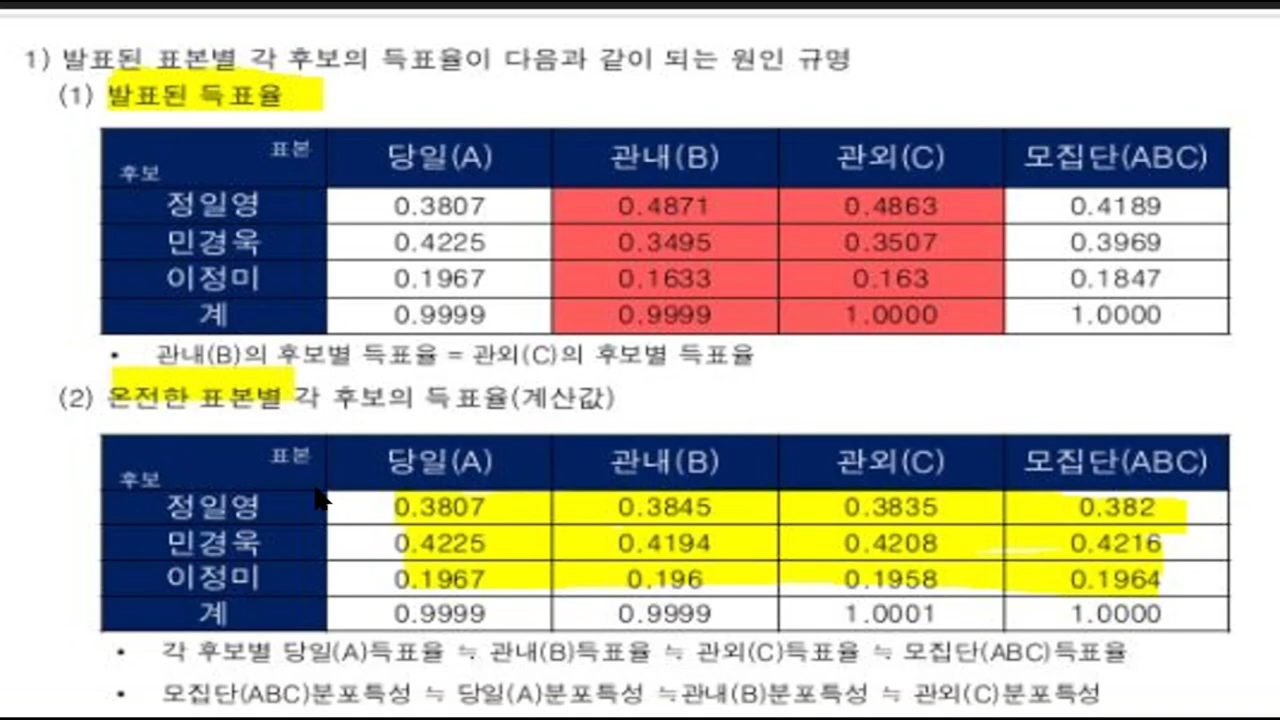 1) 발표된 표본별 각 후보의 득표율이 다음과 같이 되는 원인 규명
(1) 발표된 득표율
표본 후보 당일(A) 관내(B) 관외(C) 모집단(ABC)
정일영 0.3807 0.4871 0.4863 0.4189
민경욱 0.4225 0.3495 0.3507 0.3969
이정미 0.1967 0.1633 0.163 0.1847
계 0.9999 0.9999 1.0000 1.0000
• 관내(B)의 후보별 득표율 = 관외(C)의 후보별 득표율
(2) 온전한 표본별 각 후보의 득표율(계산값)
표본 후보 당일(A) 관내(B) 관외(C) 모집단(ABC)
정일영 0.3807 0.3845 0.3835 0.382
민경욱 0.4225 0.4194 0.4208 0.4216
이정미 0.1967 0.196 0.1958 0.1964
계 0.9999 0.9999 1.0001 1.0000
• 각 후보별 당일(A)득표율 ≒ 관내(B)득표율 ≒ 관외(C)득표율 ≒ 모집단(ABC)득표율
• 모집단(ABC)분포특성 ≒ 당일(A)분포특성 ≒관내(B)분포특성 ≒ 관외(C)분포특성